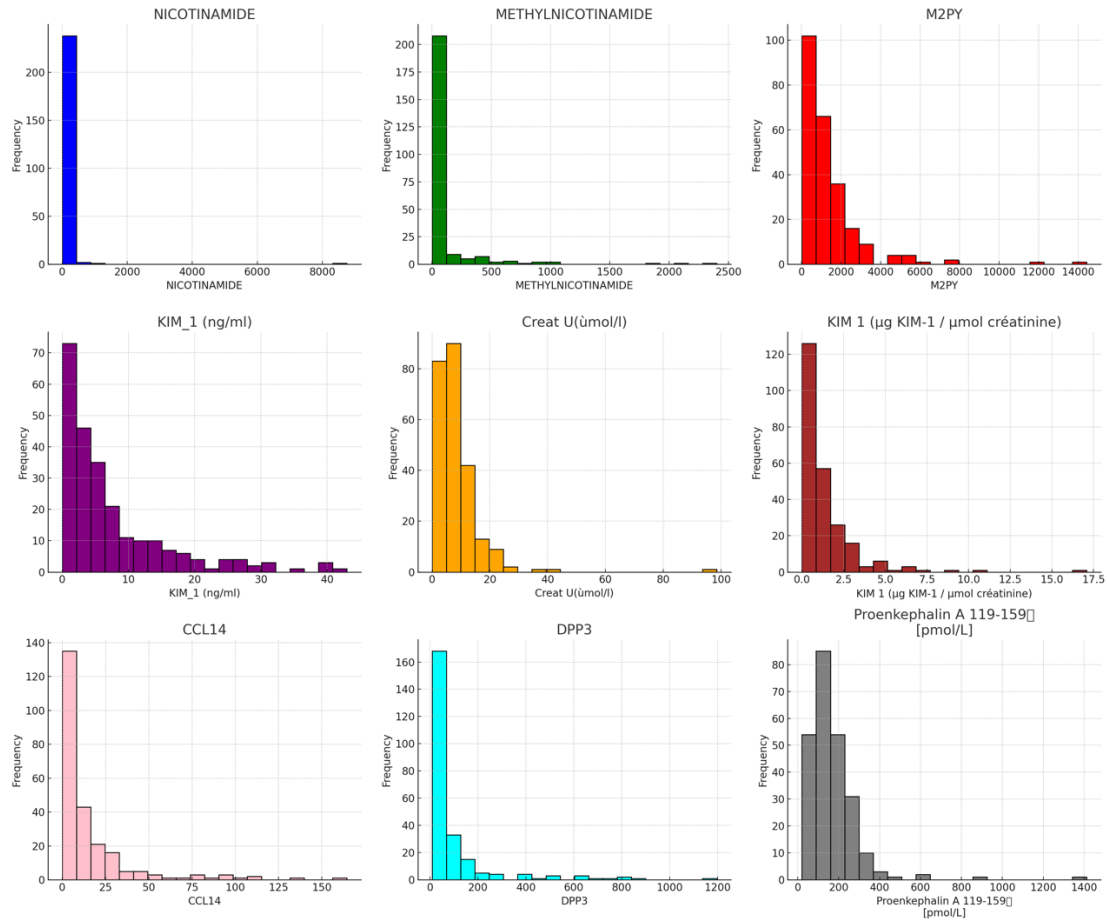 NICOTINAMIDE
Frequency
200
150
100
50
0
0 2000 4000 6000 8000
NICOTINAMIDE
METHYLNICOTINAMIDE
Frequency
200
175
150
125
100
75
50
25
0
0 500 1000 1500 2000 2500
METHYLNICOTINAMIDE
M2PY
Frequency
100
80
60
40
20
0
0 2000 4000 6000 8000 10000 12000 14000
M2PY
KIM_1 (ng/ml)
Frequency
70
60
50
40
30
20
10
0
0 10 20 30 40
KIM_1 (ng/ml)
Creat U(ùmol/l)
Frequency
80
60
40
20
0
0 20 40 60 80 100
Creat U(ùmol/l)
KIM 1 (µg KIM-1 / µmol créatinine)
Frequency
120
100
80
60
40
20
0
0.0 2.5 5.0 7.5 10.0 12.5 15.0 17.5
KIM 1 (µg KIM-1 / µmol créatinine)
CCL14
Frequency
140
120
100
80
60
40
20
0
0 25 50 75 100 125 150
CCL14
DPP3
Frequency
160
140
120
100
80
60
40
20
0
0 200 400 600 800 1000 1200
DPP3
Proenkephalin A 119-159▯
[pmol/L]
Frequency
80
70
60
50
40
30
20
10
0
0 200 400 600 800 1000 1200 1400
Proenkephalin A 119-159▯
[pmol/L]